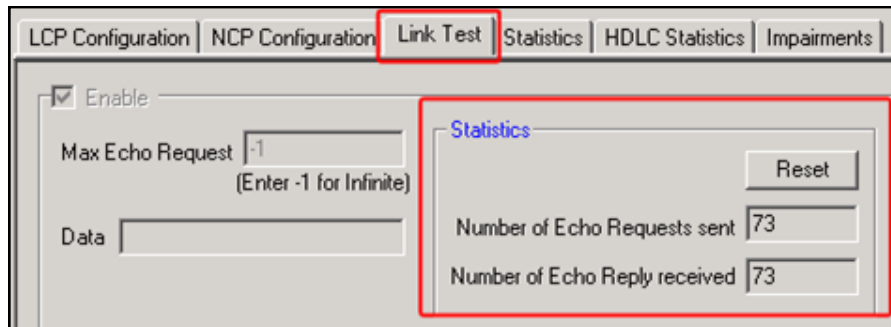 LCP Configuration NCP Configuration Link Test Statistics HDLC Statistics Impairments
Enable
Max Echo Request -1
(Enter -1 for Infinite)
Data
Statistics
Reset
Number of Echo Requests sent 73
Number of Echo Reply received 73